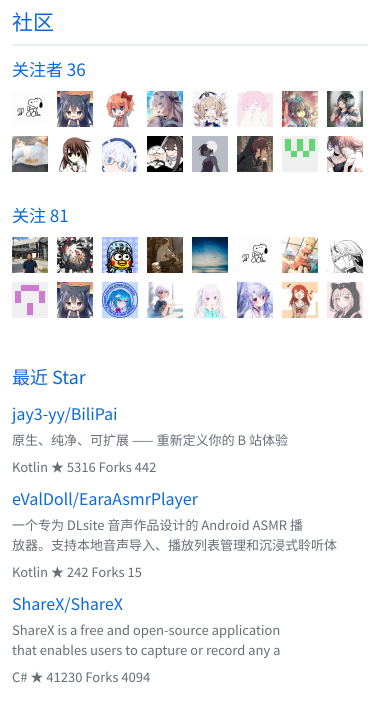 社区
关注者 36
关注 81
最近 Star
jay3-yy/BiliPai
原生、纯净、可扩展 —— 重新定义你的 B 站体验
Kotlin ★ 5316 Forks 442
eValDoll/EaraAsmrPlayer
一个专为 DLsite 音声作品设计的 Android ASMR 播
放器。支持本地音声导入、播放列表管理和沉浸式聆听体
Kotlin ★ 242 Forks 15
ShareX/ShareX
ShareX is a free and open-source application
that enables users to capture or record any a
C# ★ 41230 Forks 4094